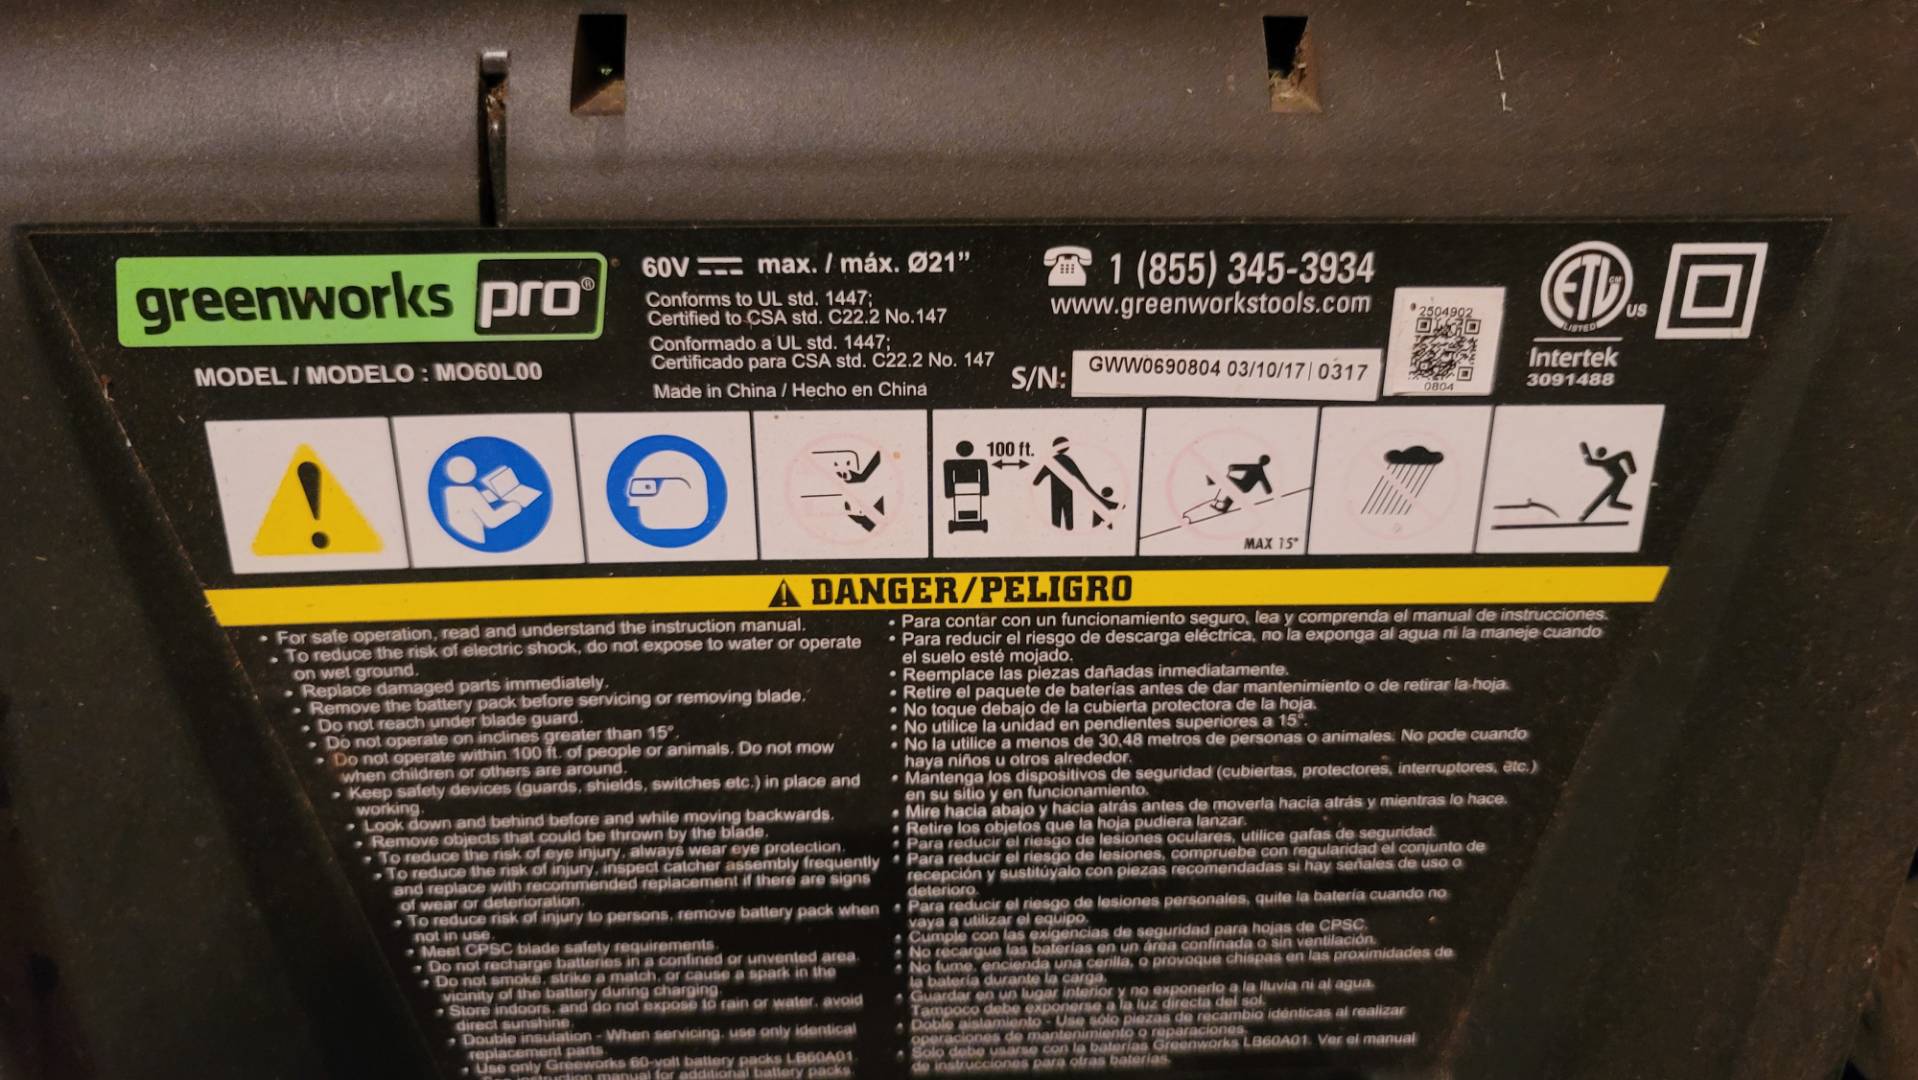 greenworks pro®
MODEL / MODELO : MO60L00
60V max. / máx. Ø21”
Conforms to UL std. 1447;
Certified to CSA std. C22.2 No.147
Conformado a UL std. 1447;
Certificado para CSA std. C22.2 No. 147
Made in China / Hecho en China
1 (855) 345-3934
www.greenworkstools.com
S/N: GWW0690804 03/10/17| 0317
2504902
0804
ETL CM US
LISTED
Intertek
3091488
100 ft.
MAX 15°
DANGER/PELIGRO
• For safe operation, read and understand the instruction manual.
• To reduce the risk of electric shock, do not expose to water or operate
on wet ground.
• Replace damaged parts immediately.
• Remove the battery pack before servicing or removing blade.
• Do not reach under blade guard.
• Do not operate on inclines greater than 15°.
• Do not operate within 100 ft. of people or animals. Do not mow
when children or others are around.
• Keep safety devices (guards, shields, switches etc.) in place and
working.
• Look down and behind before and while moving backwards.
• Remove objects that could be thrown by the blade.
• To reduce the risk of eye injury, always wear eye protection.
• To reduce the risk of injury, inspect catcher assembly frequently
and replace with recommended replacement if there are signs
of wear or deterioration.
• To reduce risk of injury to persons, remove battery pack when
not in use.
• Meet CPSC blade safety requirements.
• Do not recharge batteries in a confined or unvented area.
• Do not smoke, strike a match, or cause a spark in the
vicinity of the battery during charging.
• Store indoors, and do not expose to rain or water, avoid
direct sunshine.
• Double insulation - When servicing, use only identical
replacement parts.
• Use only Greenworks 60-volt battery packs LB60A01.
See instruction manual for additional battery packs.
• Para contar con un funcionamiento seguro, lea y comprenda el manual de instrucciones.
• Para reducir el riesgo de descarga eléctrica, no la exponga al agua ni la maneje cuando
el suelo esté mojado.
• Reemplace las piezas dañadas inmediatamente.
• Retire el paquete de baterías antes de dar mantenimiento o de retirar la hoja.
• No toque debajo de la cubierta protectora de la hoja.
• No utilice la unidad en pendientes superiores a 15°.
• No la utilice a menos de 30,48 metros de personas o animales. No pode cuando
haya niños u otros alrededor.
• Mantenga los dispositivos de seguridad (cubiertas, protectores, interruptores, etc.)
en su sitio y en funcionamiento.
• Mire hacia abajo y hacia atrás antes de moverla hacia atrás y mientras lo hace.
• Retire los objetos que la hoja pudiera lanzar.
• Para reducir el riesgo de lesiones oculares, utilice gafas de seguridad.
• Para reducir el riesgo de lesiones, compruebe con regularidad el conjunto de
recepción y sustitúyalo con piezas recomendadas si hay señales de uso o
deterioro.
• Para reducir el riesgo de lesiones personales, quite la batería cuando no
vaya a utilizar el equipo.
• Cumple con las exigencias de seguridad para hojas de CPSC.
• No recargue las baterías en un área confinada o sin ventilación.
• No fume, encienda una cerilla, o provoque chispas en las proximidades de
la batería durante la carga.
• Guardar en un lugar interior y no exponerlo a la lluvia ni al agua.
Tampoco debe exponerse a la luz directa del sol.
• Doble aislamiento - Use sólo piezas de recambio idénticas al realizar
operaciones de mantenimiento o reparaciones.
• Solo debe usarse con la baterías Greenworks LB60A01. Ver el manual
de instrucciones para otras baterías.